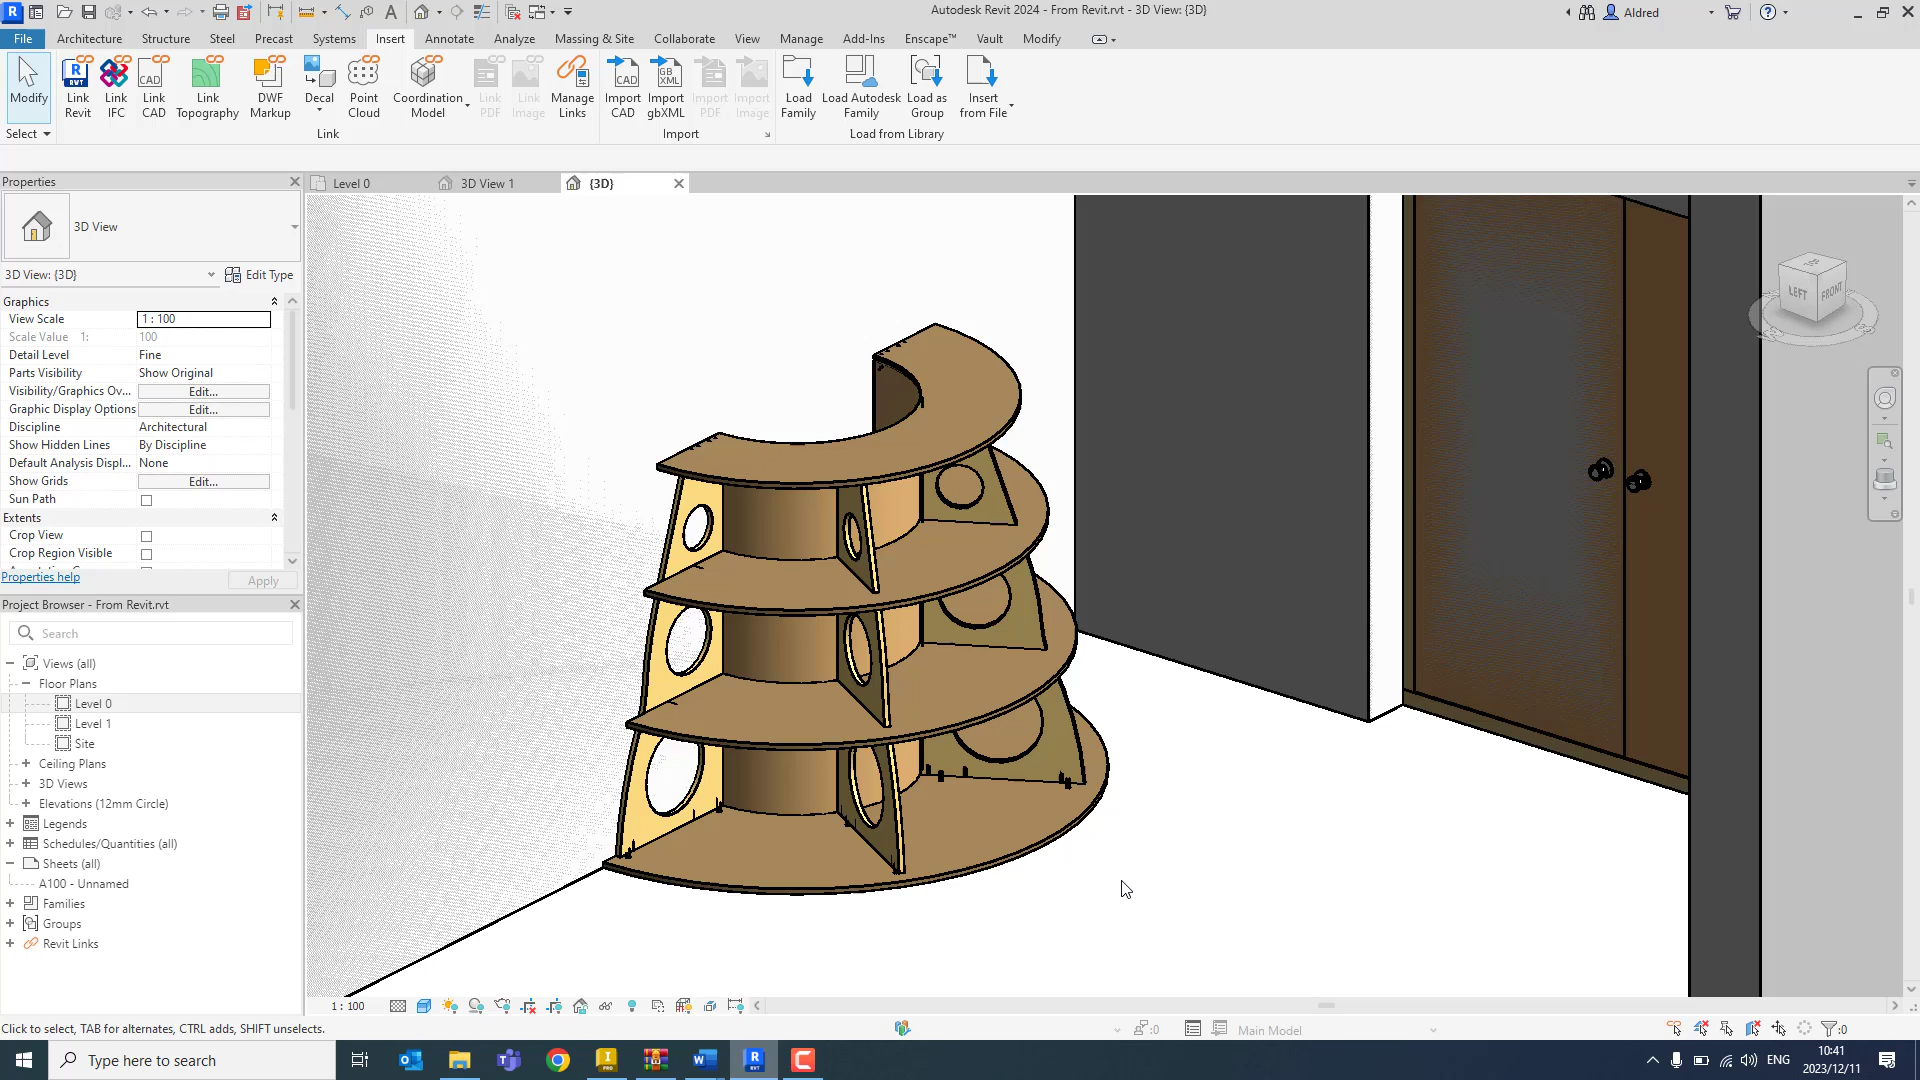 Autodesk Revit 2024 - From Revit.rvt - 3D View: {3D}
Aldred
File Architecture Structure Steel Precast Systems Insert Annotate Analyze Massing & Site Collaborate View Manage Add-Ins Enscape™ Vault Modify
Modify
Link Revit
Link IFC
Link CAD
Link Topography
DWF Markup
Decal
Point Cloud
Coordination Model
Link PDF
Link Image
Manage Links
Import CAD
Import gbXML
Import PDF
Import Image
Load Family
Load Autodesk Family
Load as Group
Insert from File
Select
Link
Import
Load from Library
Properties
Level 0
3D View 1
{3D}
3D View
3D View: {3D}
Edit Type
Graphics
View Scale 1 : 100
Scale Value 1: 100
Detail Level Fine
Parts Visibility Show Original
Visibility/Graphics Ov... Edit...
Graphic Display Options Edit...
Discipline Architectural
Show Hidden Lines By Discipline
Default Analysis Displ... None
Show Grids Edit...
Sun Path
Extents
Crop View
Crop Region Visible
Properties help
Apply
LEFT
FRONT
Project Browser - From Revit.rvt
Search
Views (all)
Floor Plans
Level 0
Level 1
Site
Ceiling Plans
3D Views
Elevations (12mm Circle)
Legends
Schedules/Quantities (all)
Sheets (all)
A100 - Unnamed
Families
Groups
Revit Links
1 : 100
Click to select, TAB for alternates, CTRL adds, SHIFT unselects.
:0
Main Model
:0
Type here to search
ENG
10:41
2023/12/11